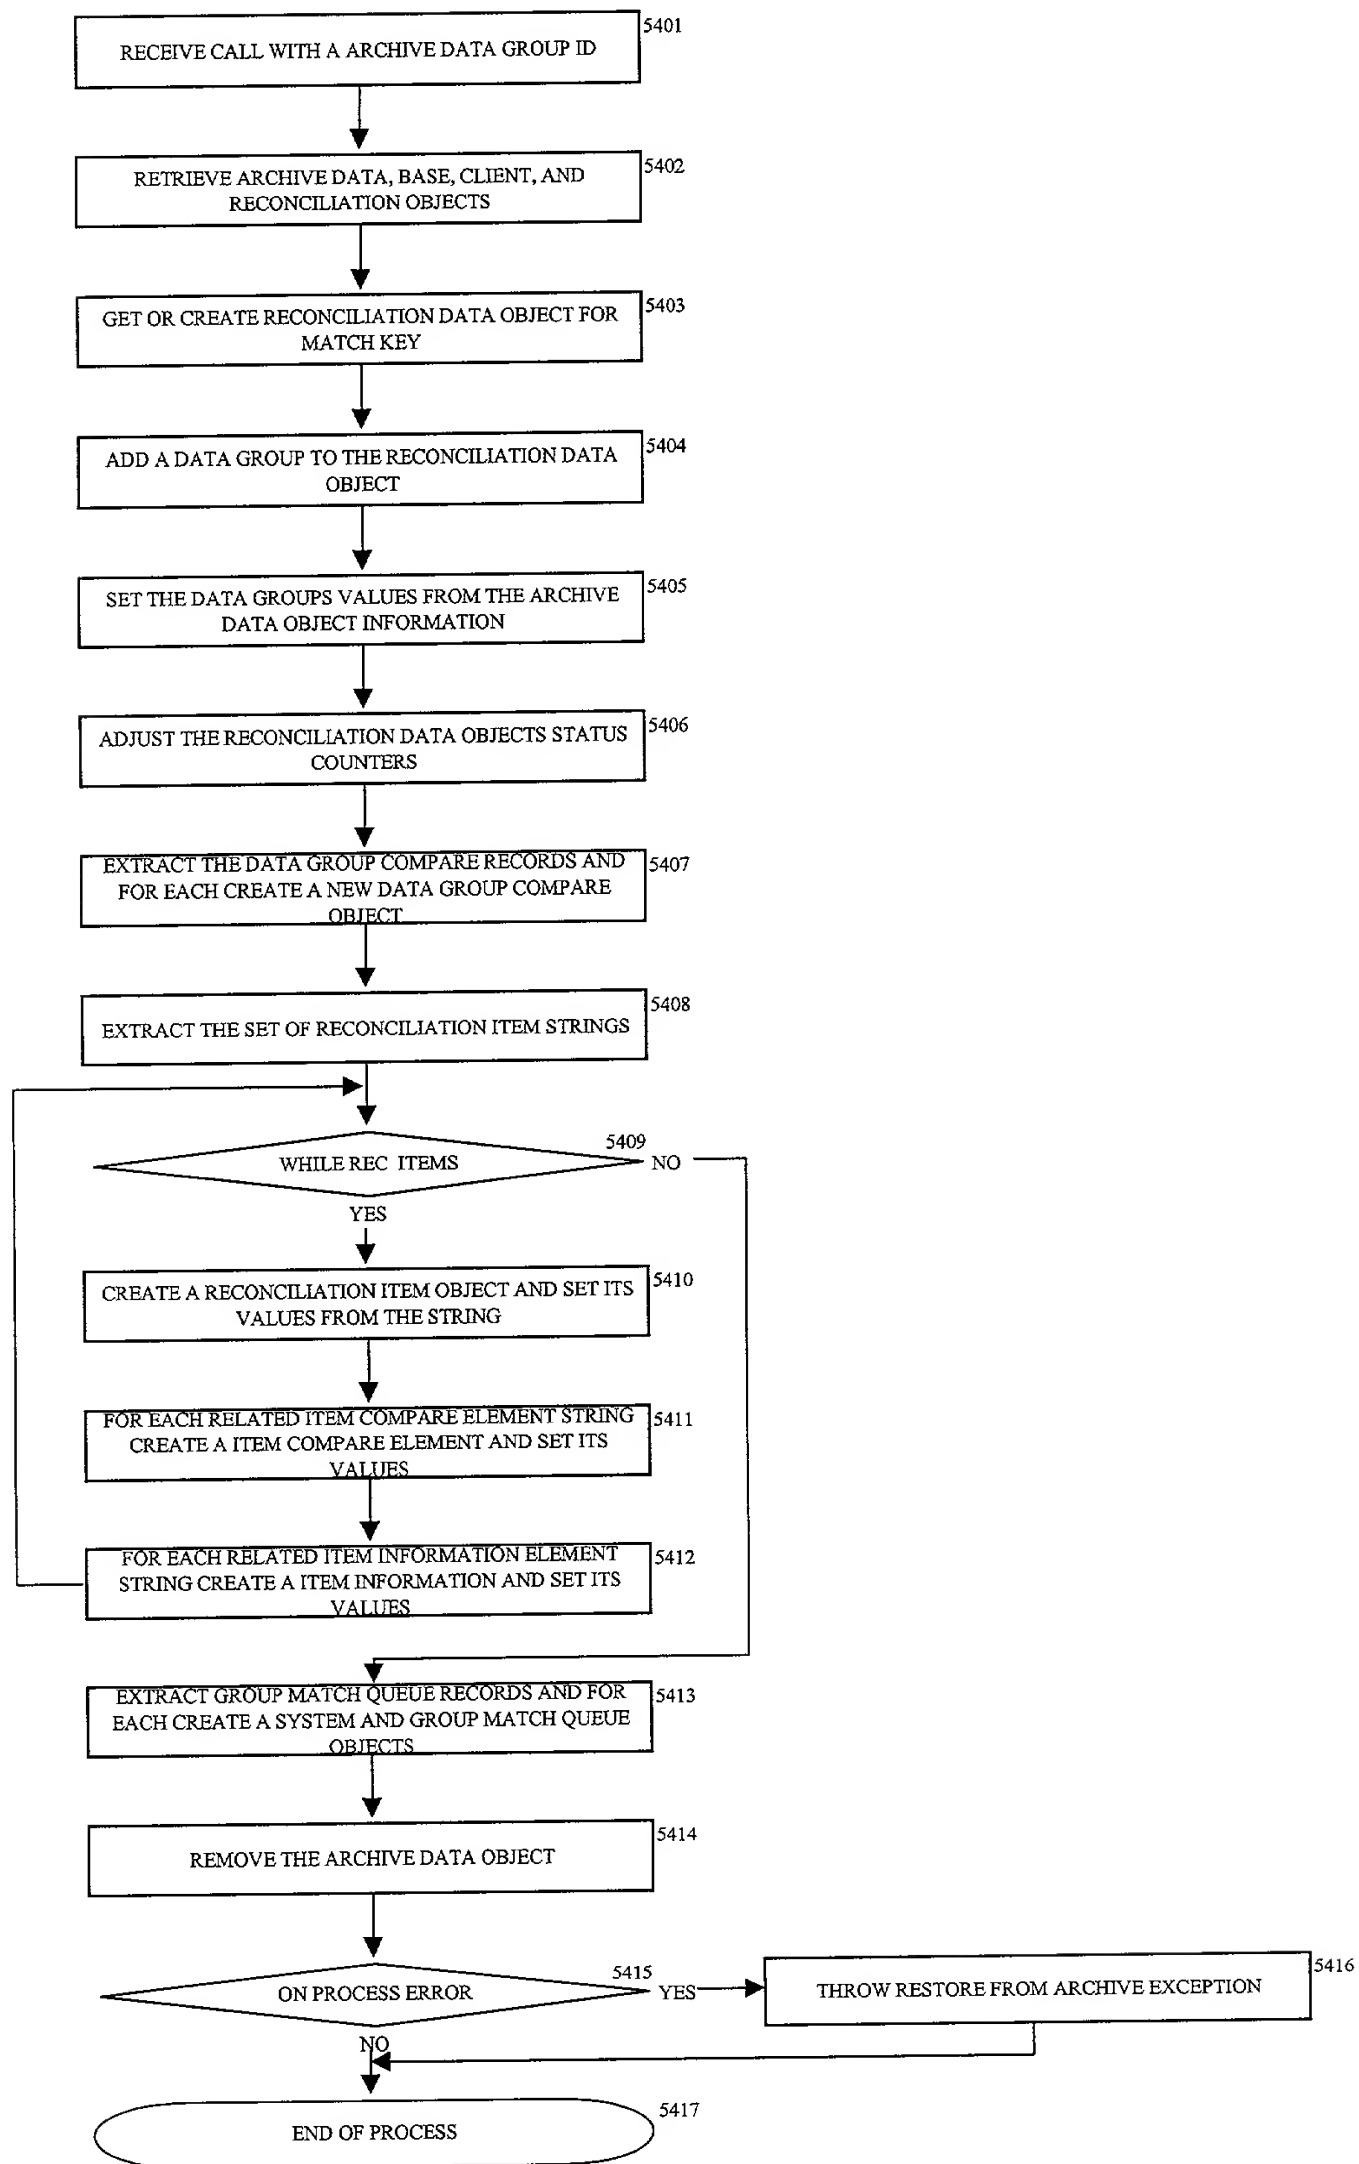 5401
RECEIVE CALL WITH A ARCHIVE DATA GROUP ID
5402
RETRIEVE ARCHIVE DATA, BASE, CLIENT, AND
RECONCILIATION OBJECTS
5403
GET OR CREATE RECONCILIATION DATA OBJECT FOR
MATCH KEY
5404
ADD A DATA GROUP TO THE RECONCILIATION DATA
OBJECT
5405
SET THE DATA GROUPS VALUES FROM THE ARCHIVE
DATA OBJECT INFORMATION
5406
ADJUST THE RECONCILIATION DATA OBJECTS STATUS
COUNTERS
5407
EXTRACT THE DATA GROUP COMPARE RECORDS AND
FOR EACH CREATE A NEW DATA GROUP COMPARE
OBJECT
5408
EXTRACT THE SET OF RECONCILIATION ITEM STRINGS
5409
WHILE REC ITEMS
NO
YES
5410
CREATE A RECONCILIATION ITEM OBJECT AND SET ITS
VALUES FROM THE STRING
5411
FOR EACH RELATED ITEM COMPARE ELEMENT STRING
CREATE A ITEM COMPARE ELEMENT AND SET ITS
VALUES
5412
FOR EACH RELATED ITEM INFORMATION ELEMENT
STRING CREATE A ITEM INFORMATION AND SET ITS
VALUES
5413
EXTRACT GROUP MATCH QUEUE RECORDS AND FOR
EACH CREATE A SYSTEM AND GROUP MATCH QUEUE
OBJECTS
5414
REMOVE THE ARCHIVE DATA OBJECT
5415
ON PROCESS ERROR
YES
5416
THROW RESTORE FROM ARCHIVE EXCEPTION
NO
5417
END OF PROCESS